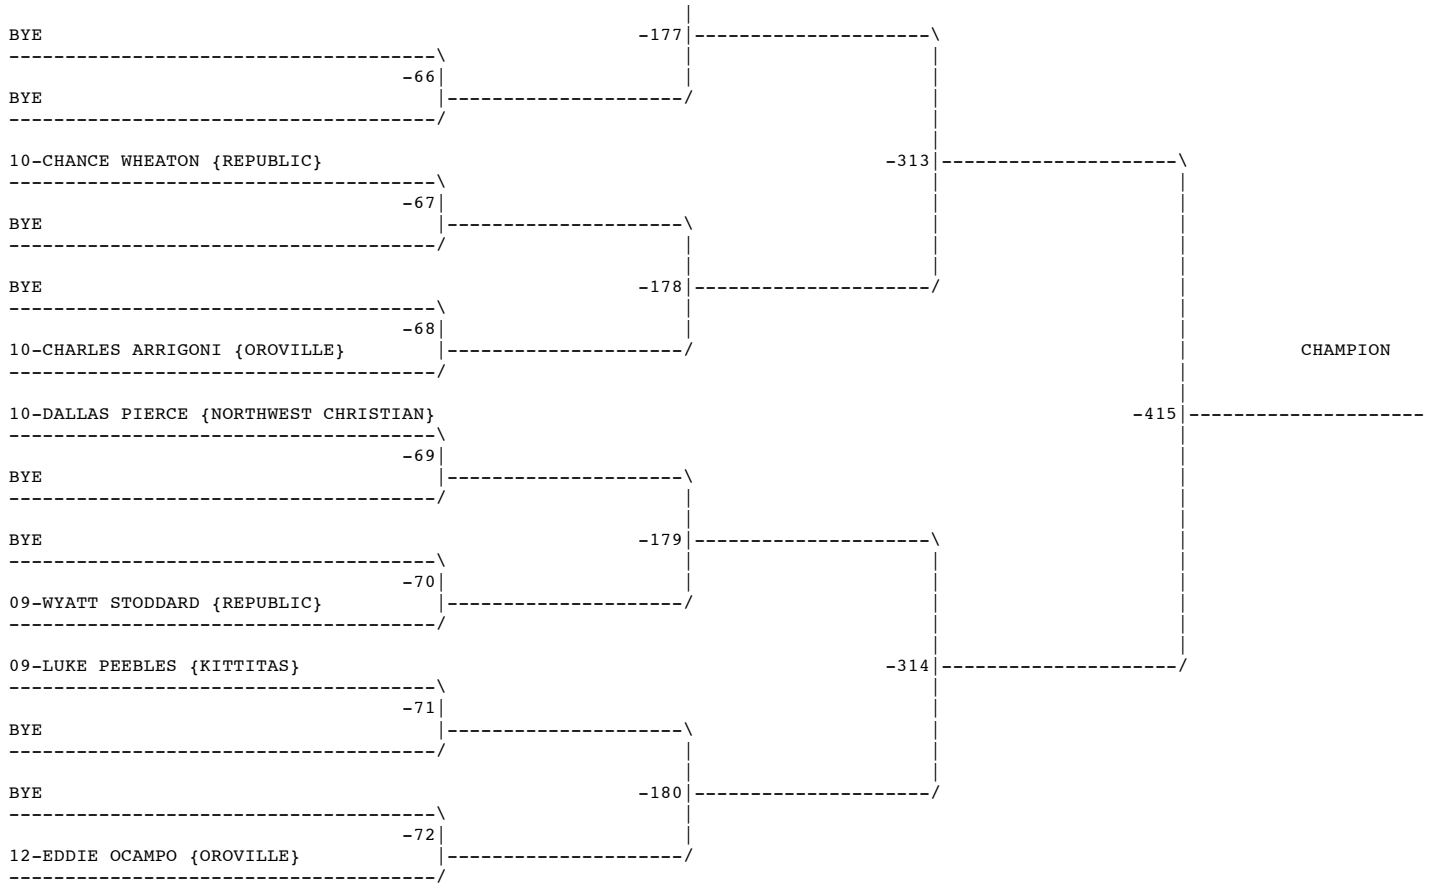 BYE -177
-66
BYE
10-CHANCE WHEATON {REPUBLIC} -313
-67
BYE
BYE -178
-68
10-CHARLES ARRIGONI {OROVILLE} CHAMPION
10-DALLAS PIERCE {NORTHWEST CHRISTIAN} -415
-69
BYE
BYE -179
-70
09-WYATT STODDARD {REPUBLIC}
09-LUKE PEEBLES {KITTITAS} -314
-71
BYE
BYE -180
-72
12-EDDIE OCAMPO {OROVILLE}